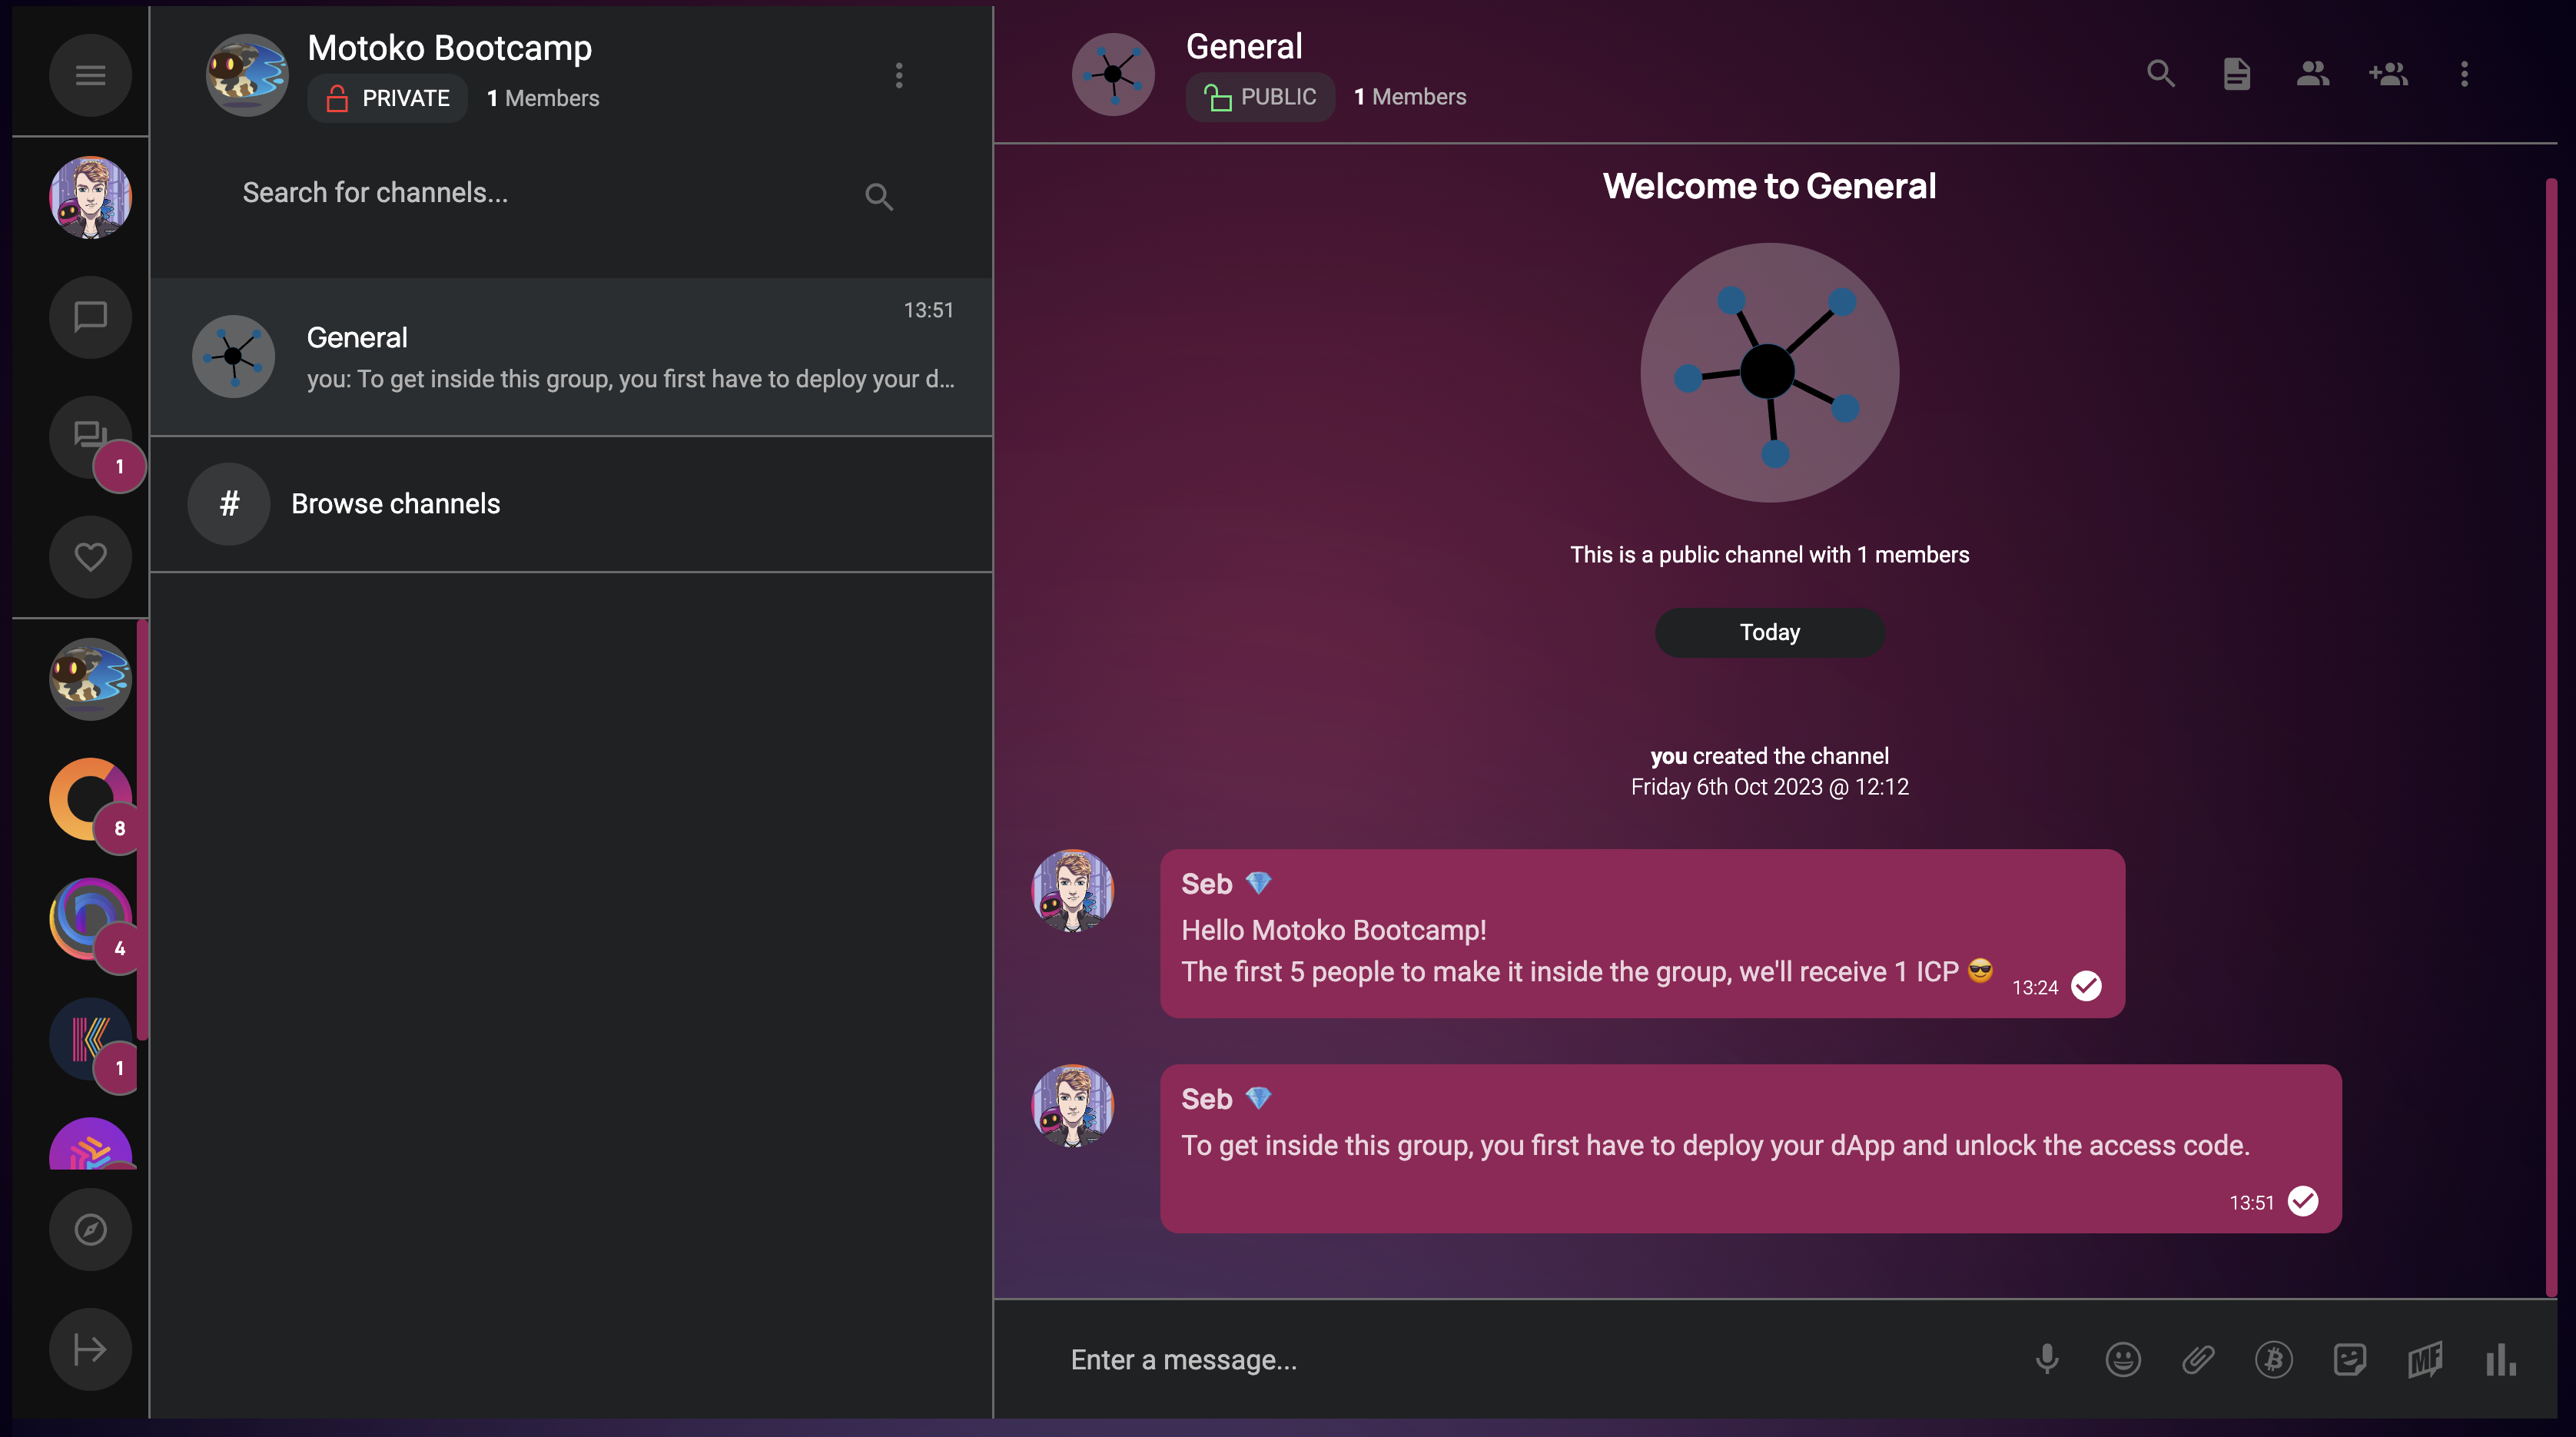 Motoko Bootcamp
PRIVATE 1 Members
Search for channels...
13:51
General
you: To get inside this group, you first have to deploy your d...
# Browse channels
1
8
4
1
General
PUBLIC 1 Members
Welcome to General
This is a public channel with 1 members
Today
you created the channel
Friday 6th Oct 2023 @ 12:12
Seb 💎
Hello Motoko Bootcamp!
The first 5 people to make it inside the group, we'll receive 1 ICP 😎
13:24
Seb 💎
To get inside this group, you first have to deploy your dApp and unlock the access code.
13:51
Enter a message...
MF